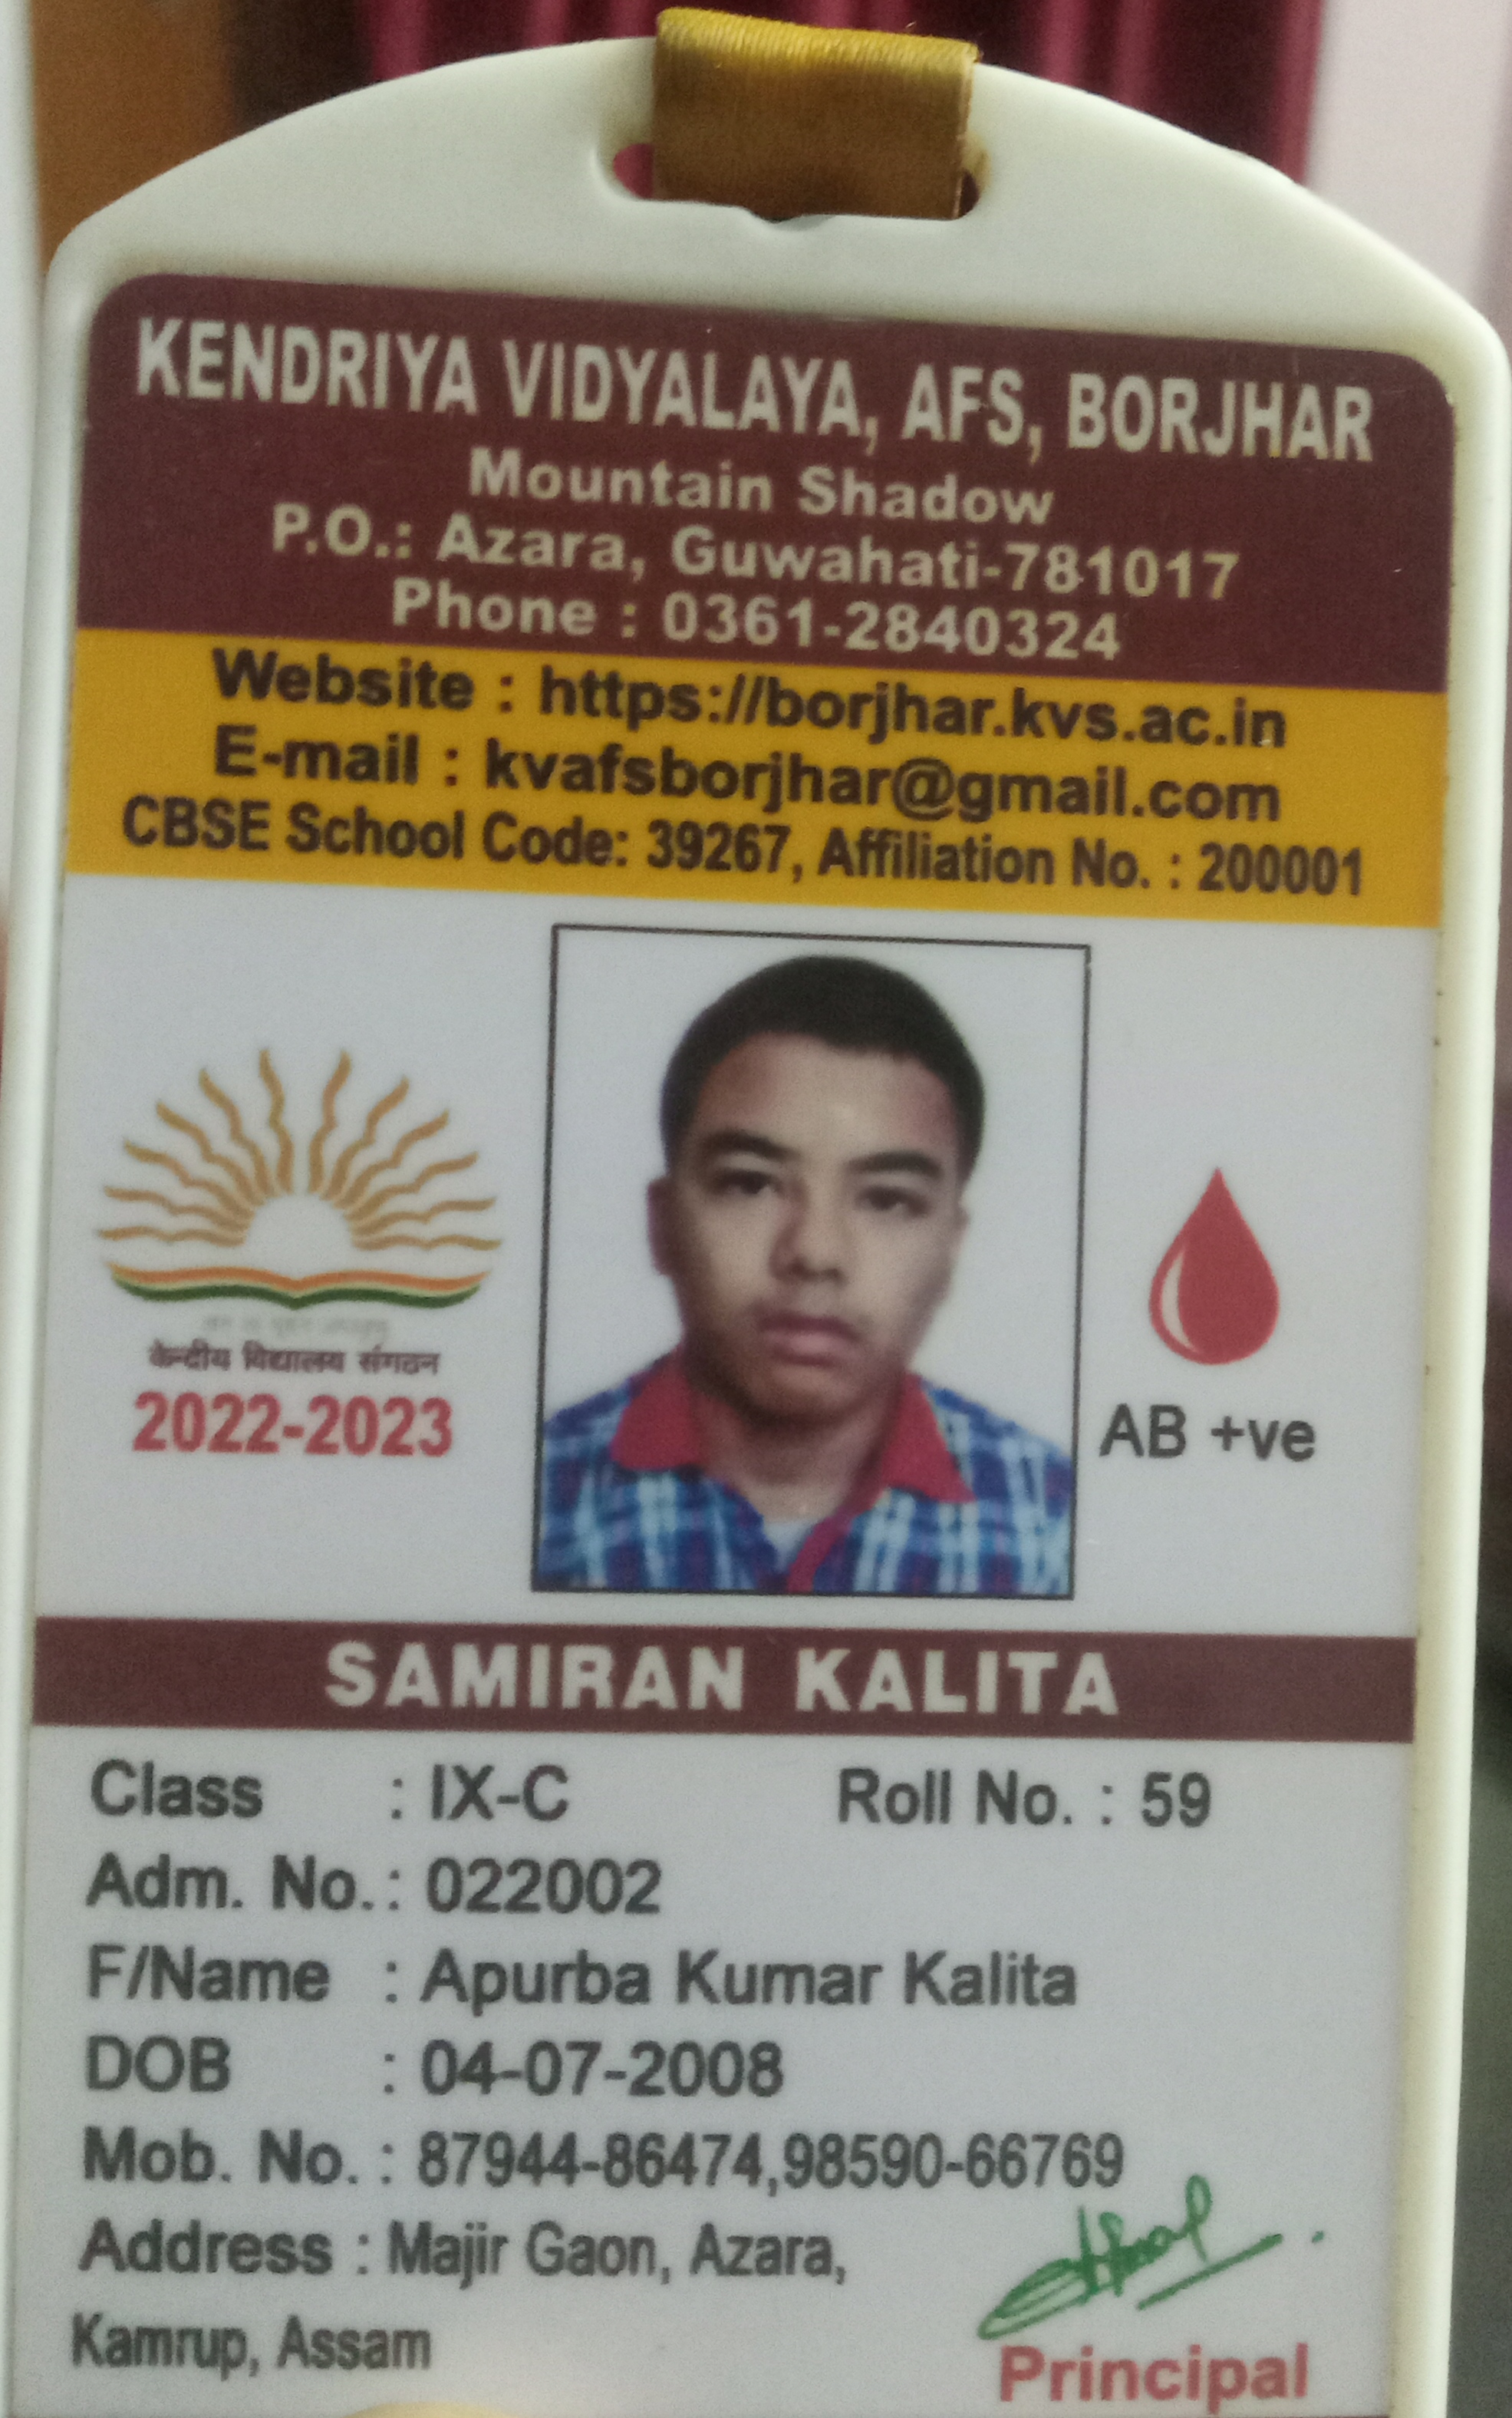 KENDRIYA VIDYALAYA, AFS, BORJHAR
Mountain Shadow
P.O.: Azara, Guwahati-781017
Phone : 0361-2840324
Website : https://borjhar.kvs.ac.in
E-mail : kvafsborjhar@gmail.com
CBSE School Code: 39267, Affiliation No. : 200001
केन्द्रीय विद्यालय संगठन
2022-2023
AB +ve
SAMIRAN KALITA
Class : IX-C Roll No. : 59
Adm. No. : 022002
F/Name : Apurba Kumar Kalita
DOB : 04-07-2008
Mob. No. : 87944-86474,98590-66769
Address : Majir Gaon, Azara,
Kamrup, Assam
Principal